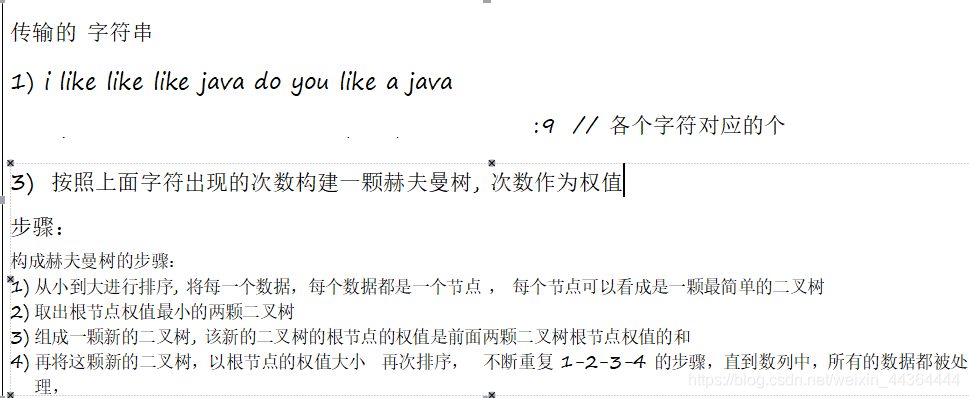 传输的 字符串
1) i like like like java do you like a java
:9 // 各个字符对应的个
3) 按照上面字符出现的次数构建一颗赫夫曼树, 次数作为权值
步骤:
构成赫夫曼树的步骤:
1) 从小到大进行排序, 将每一个数据，每个数据都是一个节点 ， 每个节点可以看成是一颗最简单的二叉树
2) 取出根节点权值最小的两颗二叉树
3) 组成一颗新的二叉树, 该新的二叉树的根节点的权值是前面两颗二叉树根节点权值的和
4) 再将这颗新的二叉树，以根节点的权值大小 再次排序， 不断重复 1-2-3-4 的步骤，直到数列中，所有的数据都被处
理，
https://blog.csdn.net/weixin_44364444